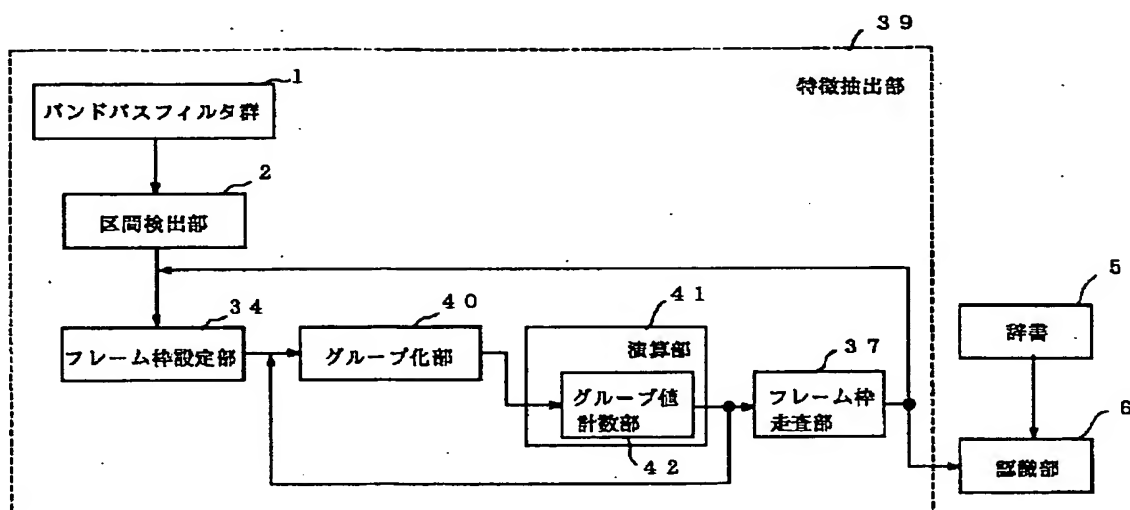 39
特徴抽出部
1
バンドパスフィルタ群
2
区間検出部
34
フレーム枠設定部
40
グループ化部
41
演算部
グループ値
計数部
42
37
フレーム枠
走査部
5
辞書
6
認識部